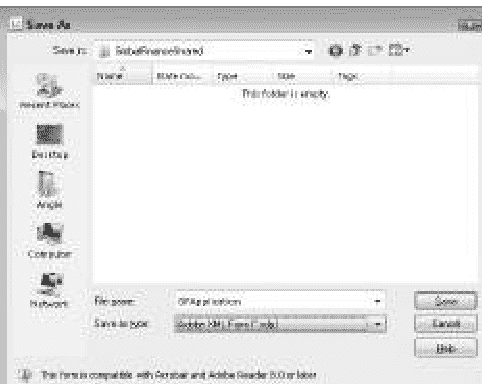 Save As
Save in:
Name Date mo... Type Size Tags
This folder is empty.
Recent Places
Desktop
Angie
Computer
Network
File name: GFApplication Save
Save as type: Adobe XML Form (*.xdp) Cancel
Help
This form is compatible with Acrobat and Adobe Reader 8.0 or later